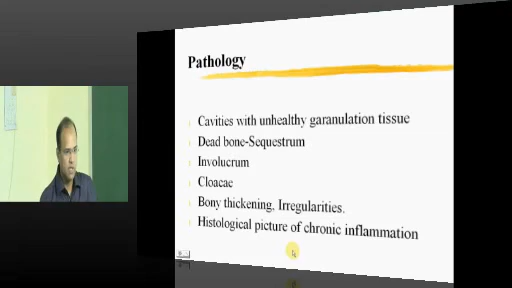 Pathology
Cavities with unhealthy garanulation tissue
Dead bone-Sequestrum
Involucrum
Cloacae
Bony thickening, Irregularities.
Histological picture of chronic inflammation